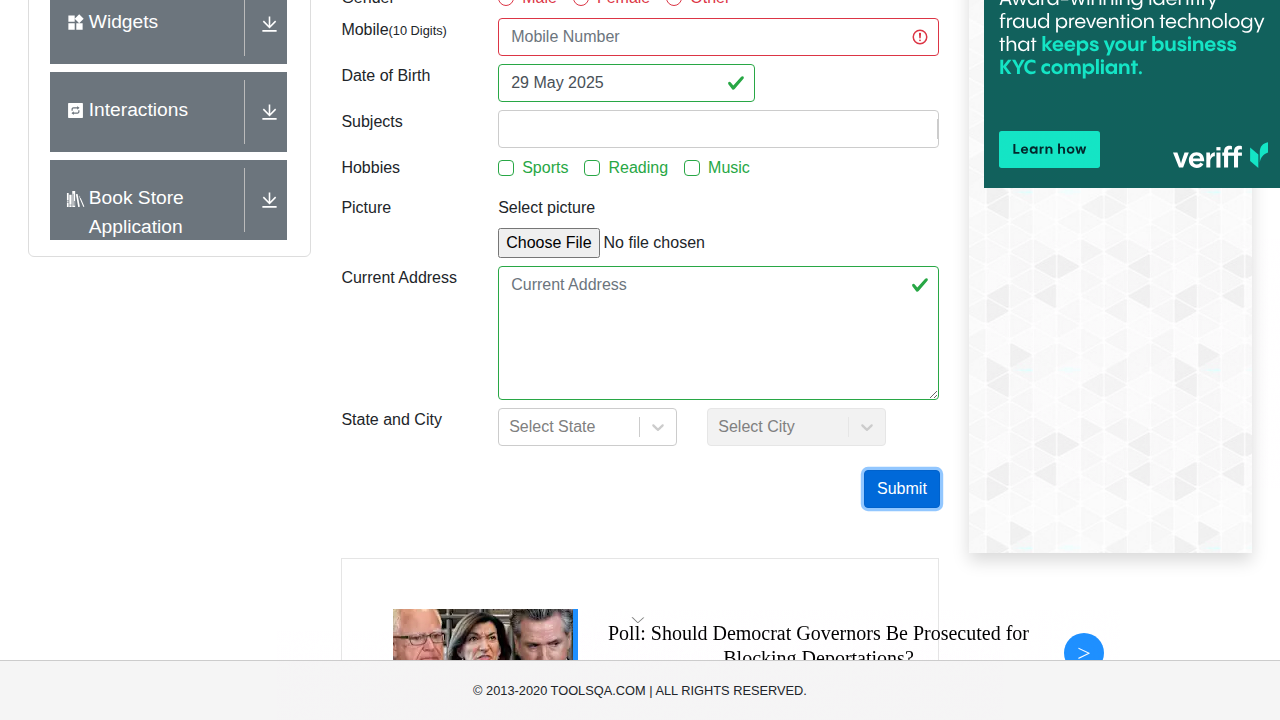 Widgets
Interactions
Book Store
Application
Gender
Male Female Other
Mobile(10 Digits)
Mobile Number
Date of Birth
29 May 2025
Subjects
Hobbies
Sports Reading Music
Picture
Select picture
Choose File No file chosen
Current Address
Current Address
State and City
Select State
Select City
Submit
Award-winning identity
fraud prevention technology
that keeps your business
KYC compliant.
Learn how
veriff
Poll: Should Democrat Governors Be Prosecuted for
Blocking Deportations?
>
© 2013-2020 TOOLSQA.COM | ALL RIGHTS RESERVED.